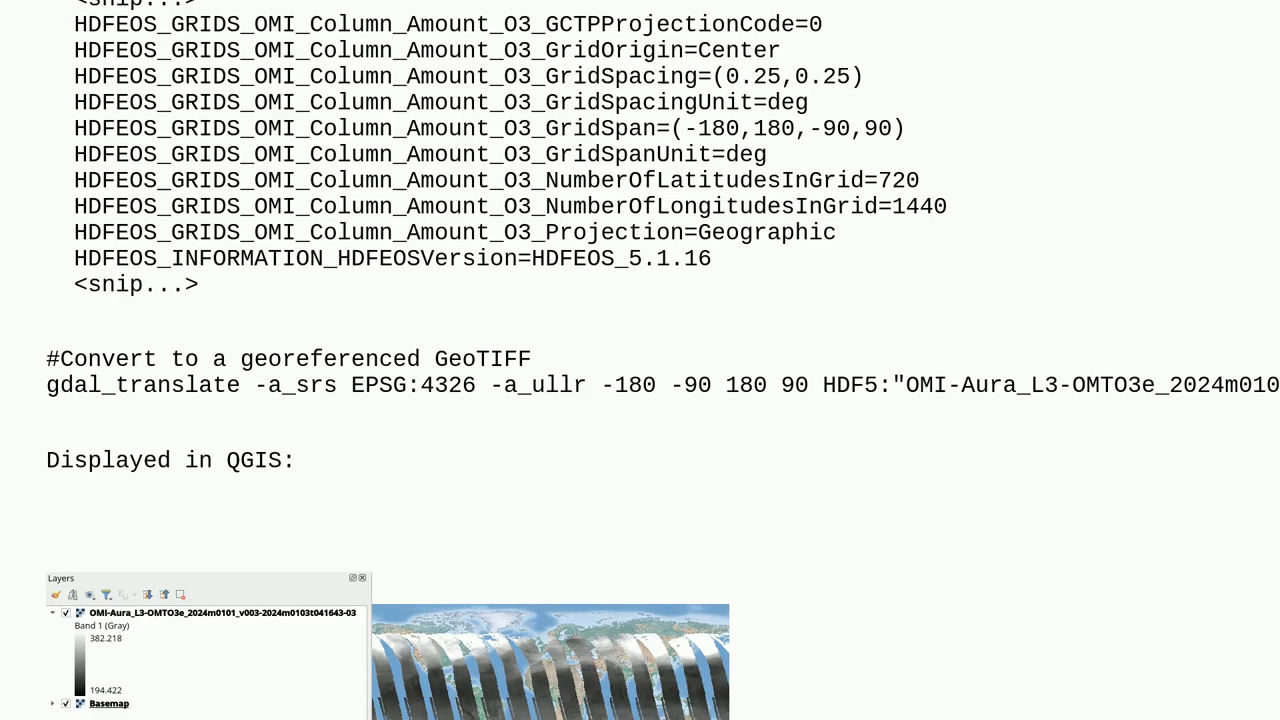 <snip...>
HDFEOS_GRIDS_OMI_Column_Amount_O3_GCTPProjectionCode=0
HDFEOS_GRIDS_OMI_Column_Amount_O3_GridOrigin=Center
HDFEOS_GRIDS_OMI_Column_Amount_O3_GridSpacing=(0.25,0.25)
HDFEOS_GRIDS_OMI_Column_Amount_O3_GridSpacingUnit=deg
HDFEOS_GRIDS_OMI_Column_Amount_O3_GridSpan=(-180,180,-90,90)
HDFEOS_GRIDS_OMI_Column_Amount_O3_GridSpanUnit=deg
HDFEOS_GRIDS_OMI_Column_Amount_O3_NumberOfLatitudesInGrid=720
HDFEOS_GRIDS_OMI_Column_Amount_O3_NumberOfLongitudesInGrid=1440
HDFEOS_GRIDS_OMI_Column_Amount_O3_Projection=Geographic
HDFEOS_INFORMATION_HDFEOSVersion=HDFEOS_5.1.16
<snip...>
#Convert to a georeferenced GeoTIFF
gdal_translate -a_srs EPSG:4326 -a_ullr -180 -90 180 90 HDF5:"OMI-Aura_L3-OMTO3e_2024m010
Displayed in QGIS:
Layers
OMI-Aura_L3-OMTO3e_2024m0101_v003-2024m0103t041643-03
Band 1 (Gray)
382.218
194.422
Basemap